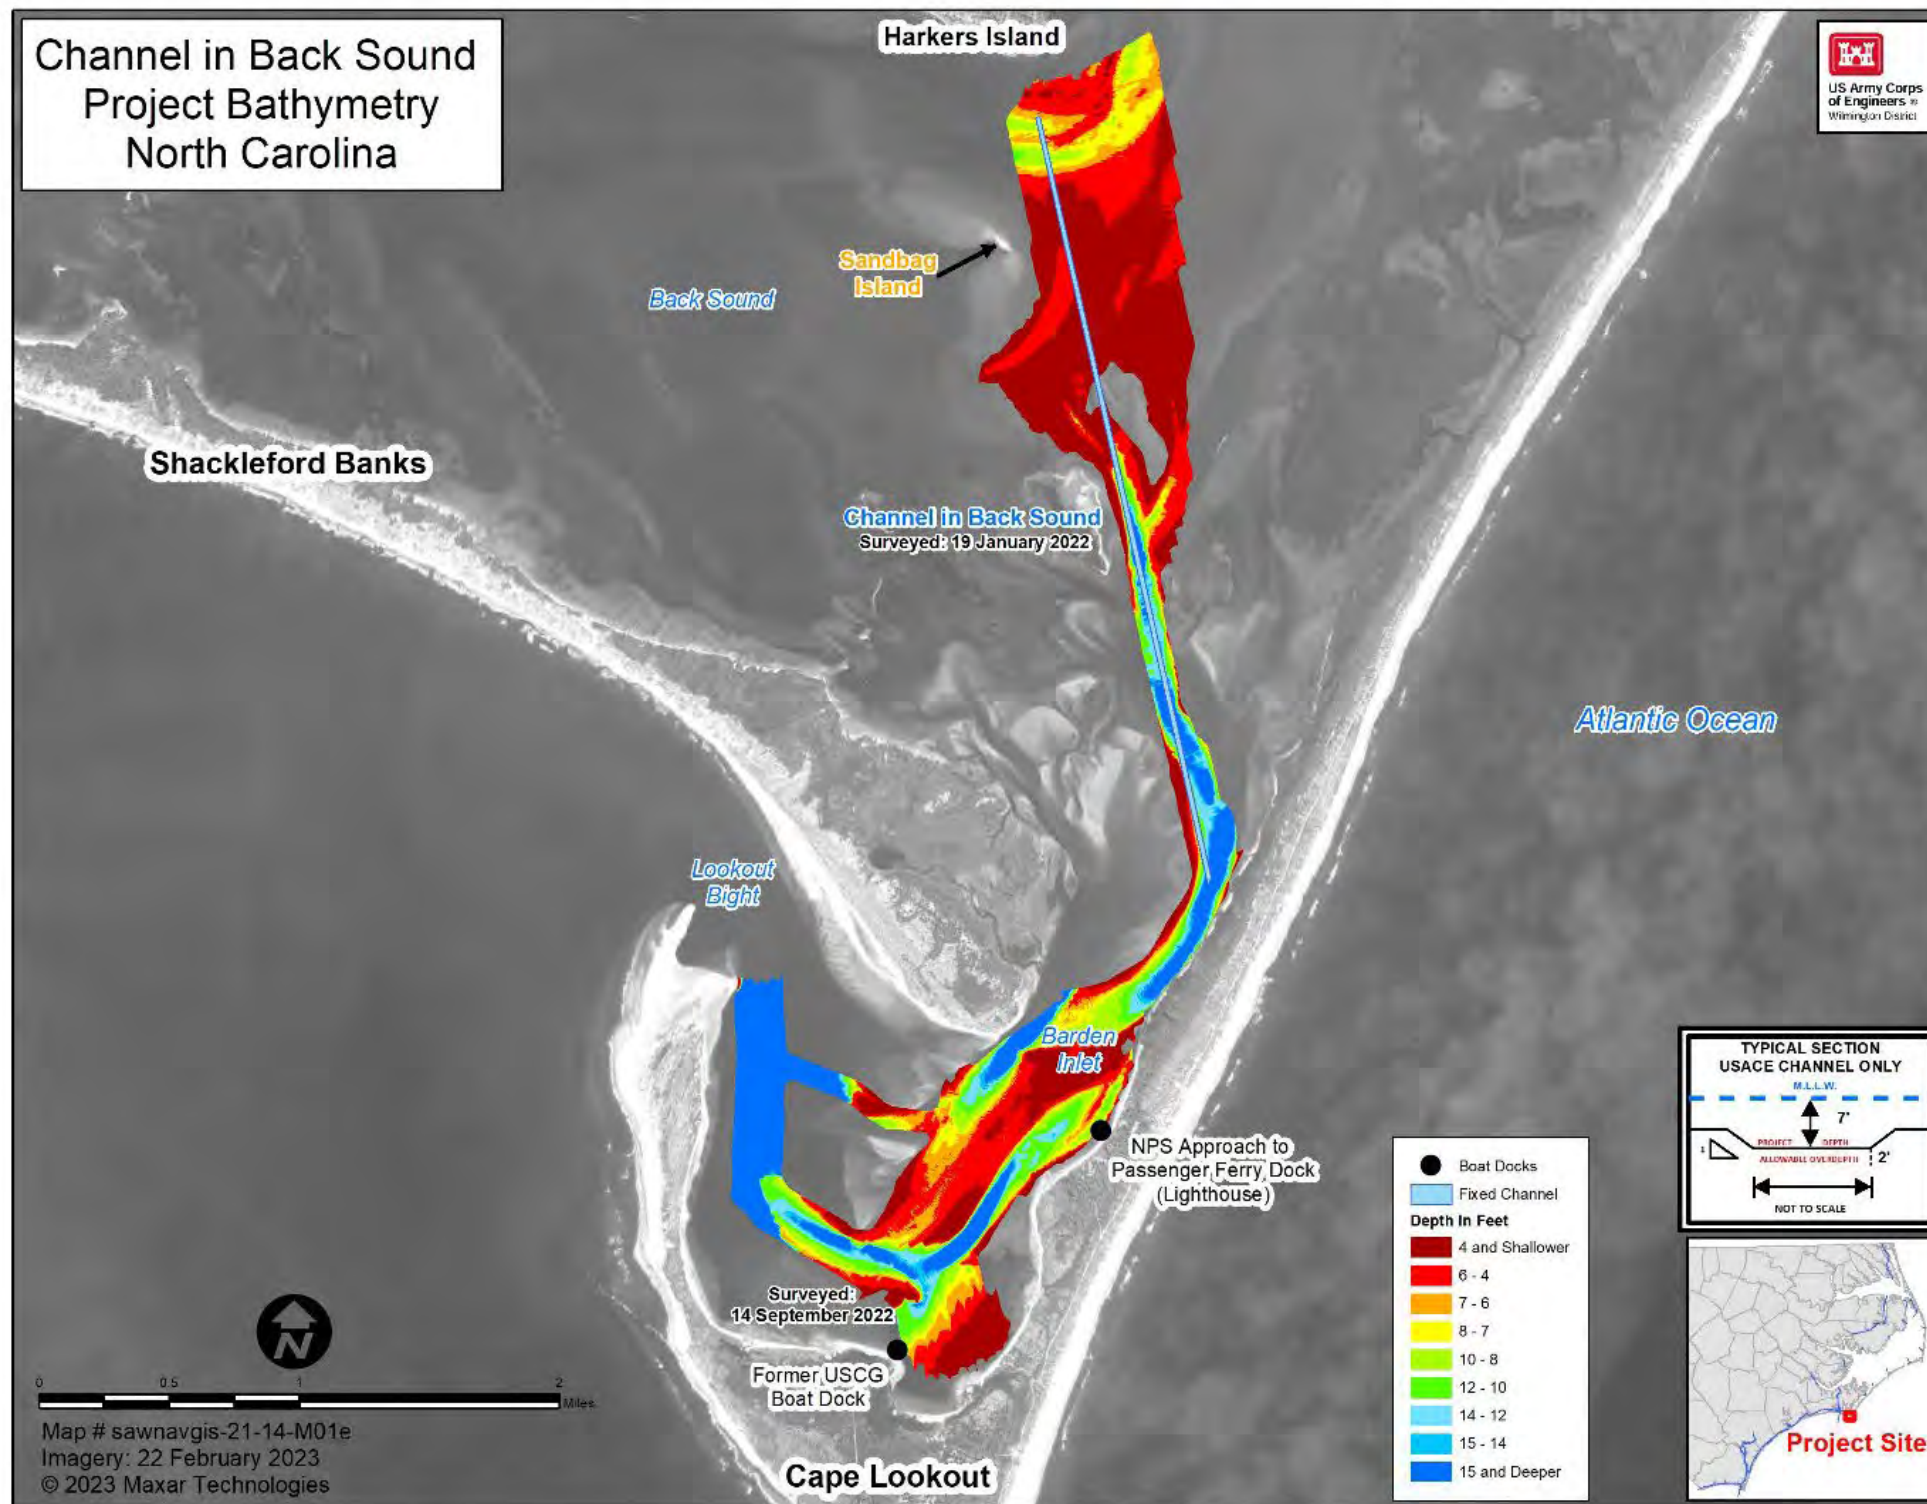 Channel in Back Sound
Project Bathymetry
North Carolina
Harkers Island
US Army Corps
of Engineers ®
Wilmington District
Sandbag
Island
Back Sound
Shackleford Banks
Channel in Back Sound
Surveyed: 19 January 2022
Atlantic Ocean
Lookout
Bight
Barden
Inlet
NPS Approach to
Passenger Ferry Dock
(Lighthouse)
Surveyed:
14 September 2022
Former USCG
Boat Dock
Cape Lookout
N
0 0.5 1 2
Miles
Map # sawnavgis-21-14-M01e
Imagery: 22 February 2023
© 2023 Maxar Technologies
Boat Docks
Fixed Channel
Depth In Feet
4 and Shallower
6 - 4
7 - 6
8 - 7
10 - 8
12 - 10
14 - 12
15 - 14
15 and Deeper
TYPICAL SECTION
USACE CHANNEL ONLY
M.L.L.W.
7'
PROJECT DEPTH
ALLOWABLE OVERDEPTH
2'
NOT TO SCALE
Project Site